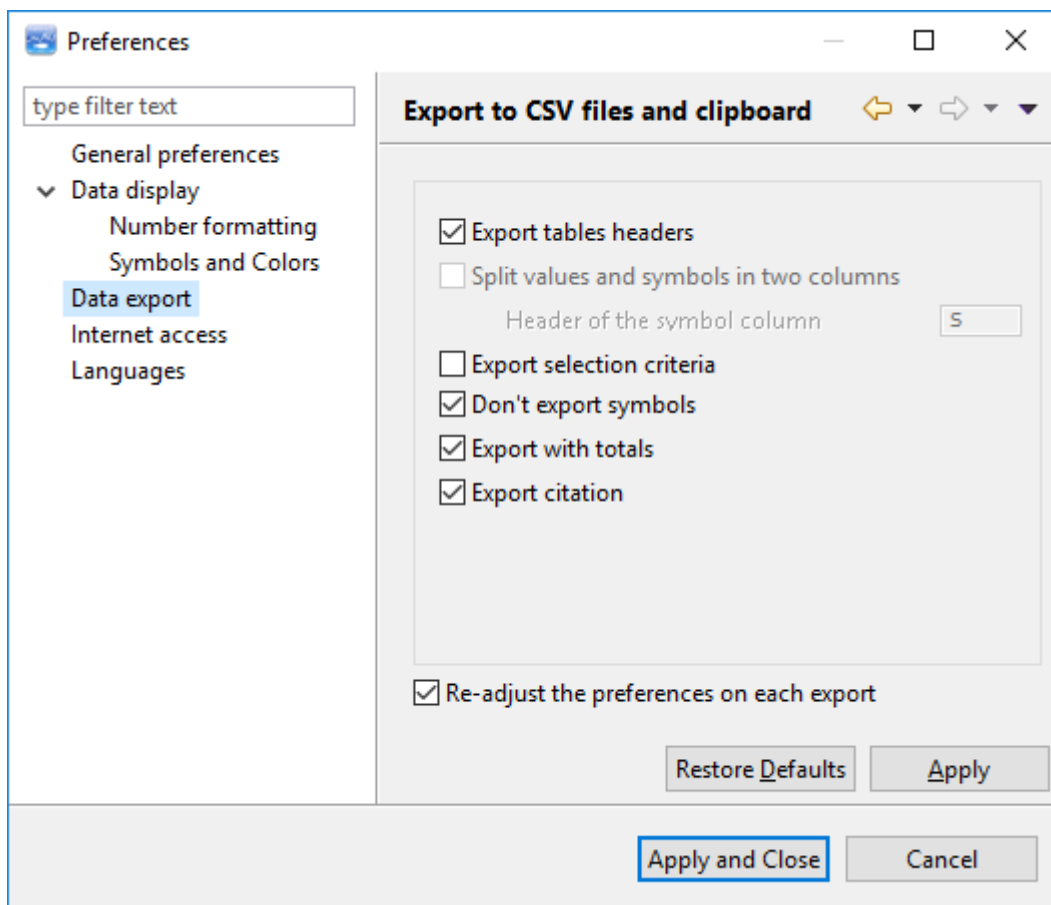 Preferences
type filter text
General preferences
Data display
Number formatting
Symbols and Colors
Data export
Internet access
Languages
Export to CSV files and clipboard
Export tables headers
Split values and symbols in two columns
Header of the symbol column S
Export selection criteria
Don't export symbols
Export with totals
Export citation
Re-adjust the preferences on each export
Restore Defaults Apply
Apply and Close Cancel